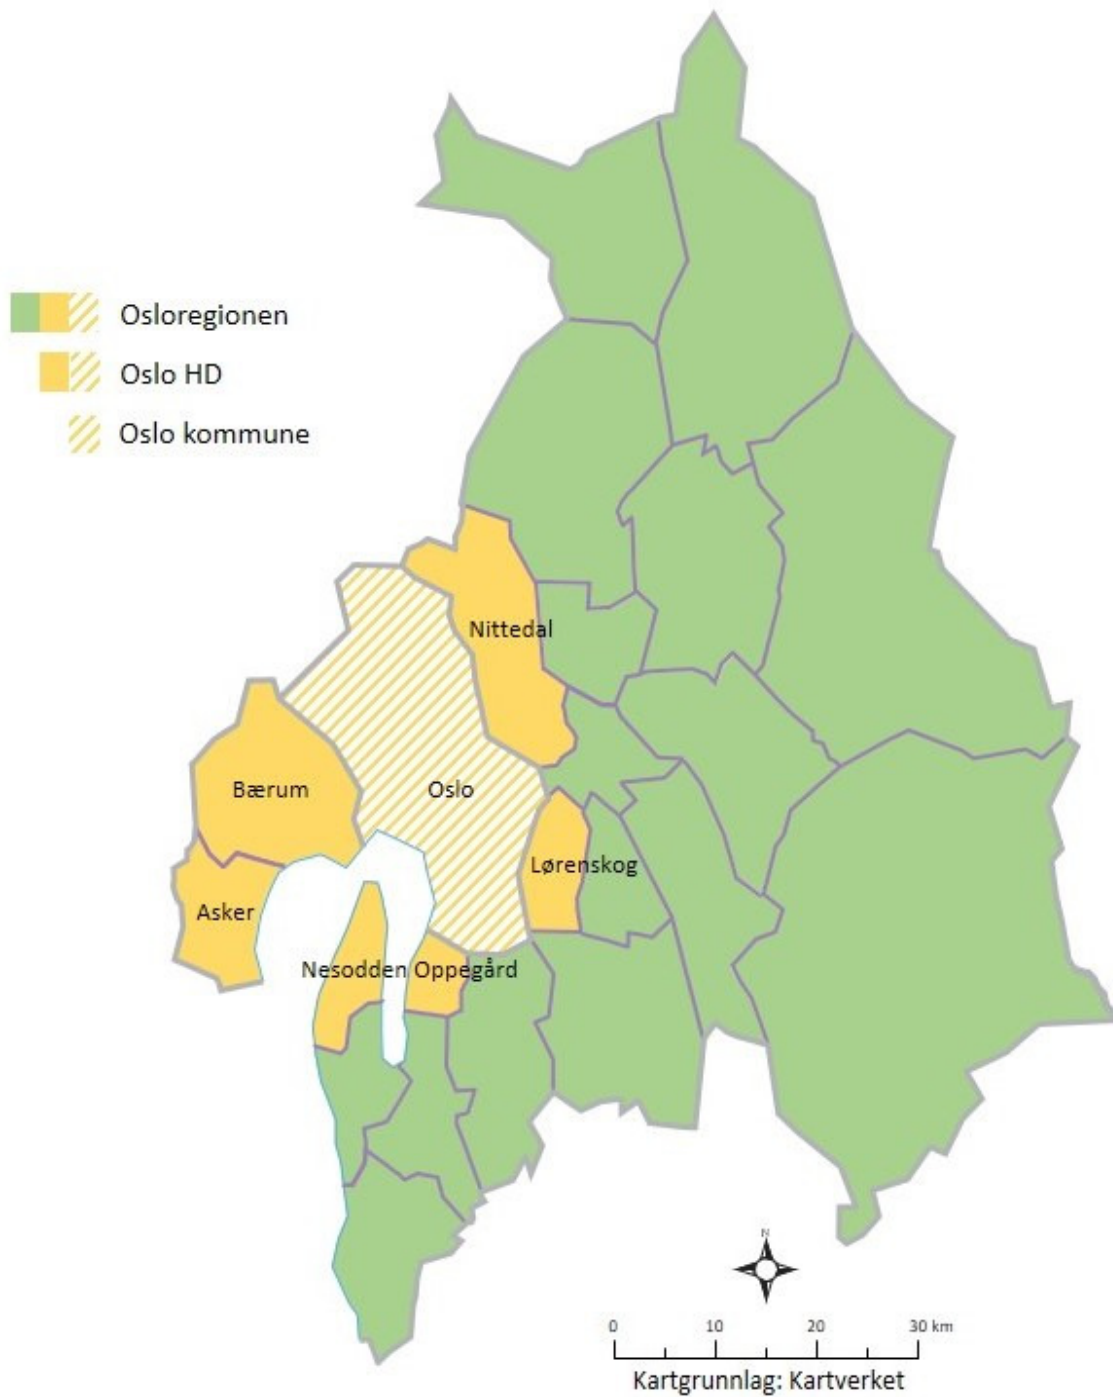 Osloregionen
Oslo HD
Oslo kommune
Nittedal
Bærum
Oslo
Lørenskog
Asker
Nesodden Oppegård
N
0 10 20 30 km
Kartgrunnlag: Kartverket